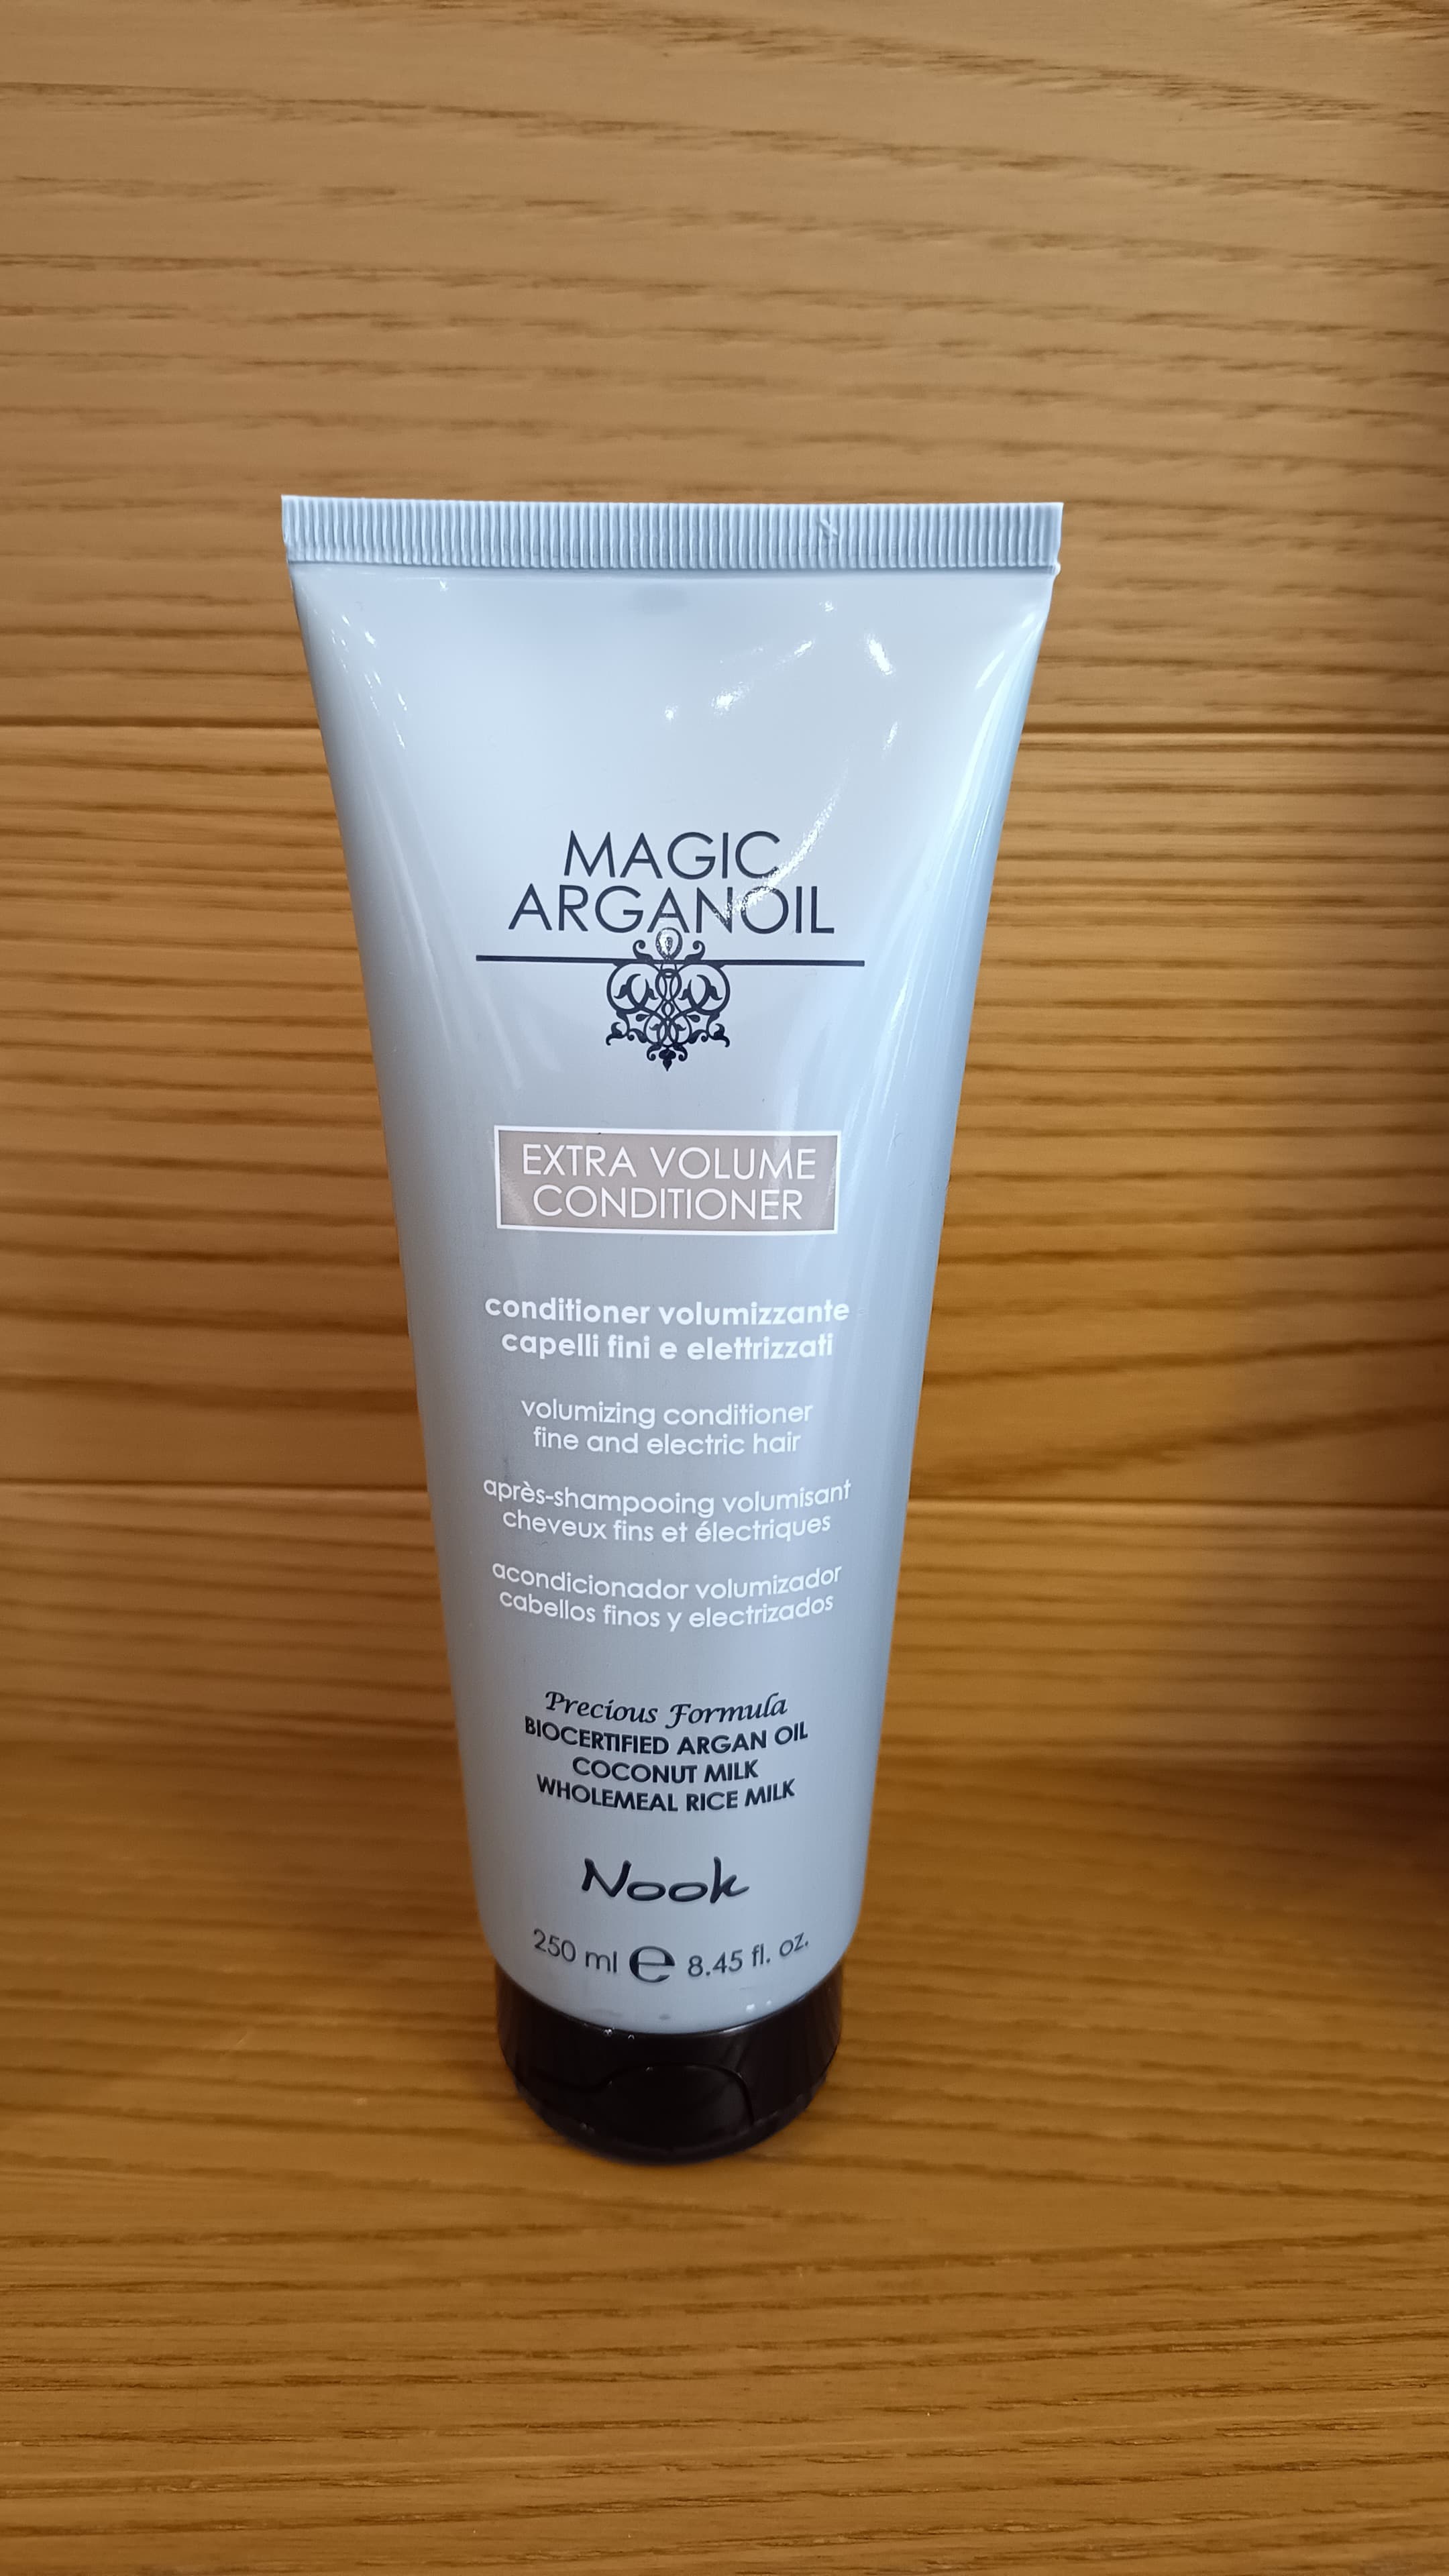 MAGIC
ARGANOIL
EXTRA VOLUME
CONDITIONER
conditioner volumizzante
capelli fini e elettrizzati
volumizing conditioner
fine and electric hair
après-shampooing volumisant
cheveux fins et électriques
acondicionador volumizador
cabellos finos y electrizados
Precious Formula
BIOCERTIFIED ARGAN OIL
COCONUT MILK
WHOLEMEAL RICE MILK
Nook
250 ml ℮ 8.45 fl. oz.